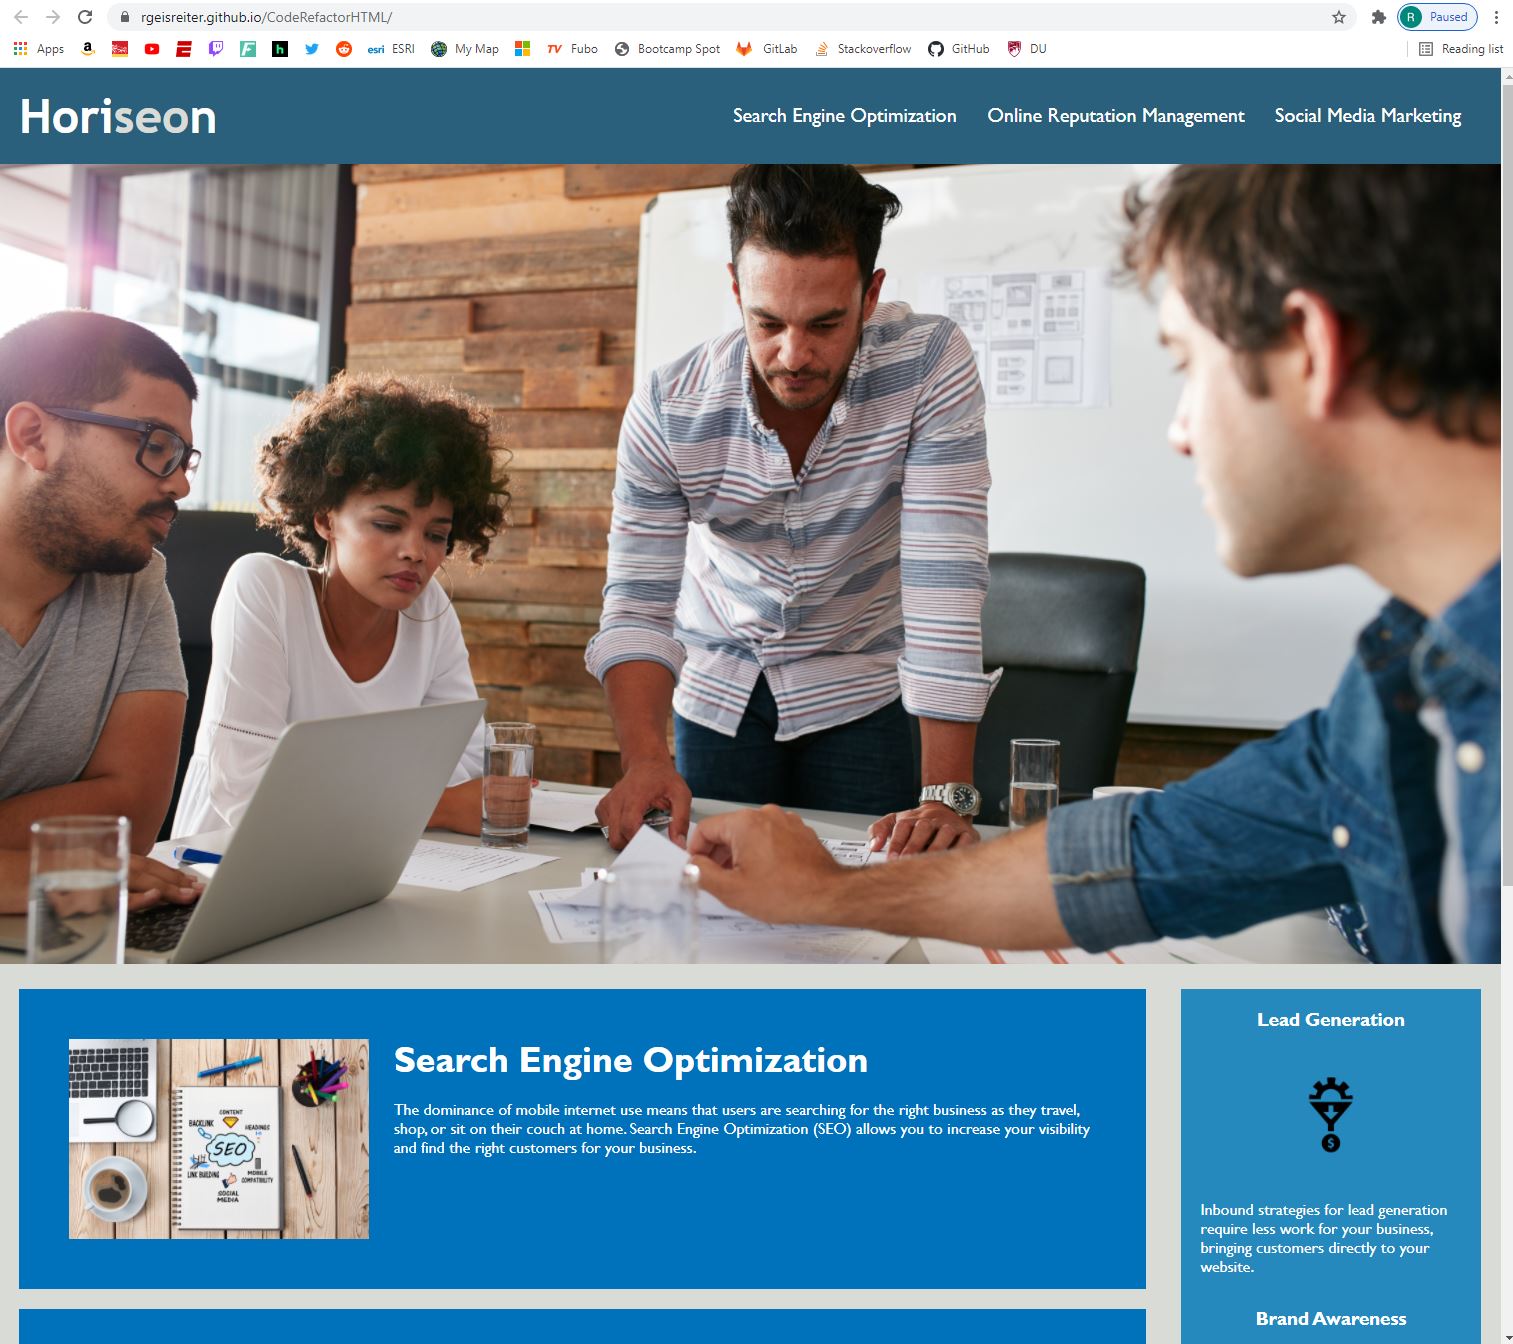 rgeisreiter.github.io/CodeRefactorHTML/
R Paused
Apps
esri ESRI
My Map
TV Fubo
Bootcamp Spot
GitLab
Stackoverflow
GitHub
DU
Reading list
Horiseon
Search Engine Optimization Online Reputation Management Social Media Marketing
Search Engine Optimization
The dominance of mobile internet use means that users are searching for the right business as they travel,
shop, or sit on their couch at home. Search Engine Optimization (SEO) allows you to increase your visibility
and find the right customers for your business.
CONTENT
BACKLINK
HEADINGS
SEO
LINK BUILDING
MOBILE
COMPATIBILITY
SOCIAL
MEDIA
Lead Generation
$
Inbound strategies for lead generation
require less work for your business,
bringing customers directly to your
website.
Brand Awareness